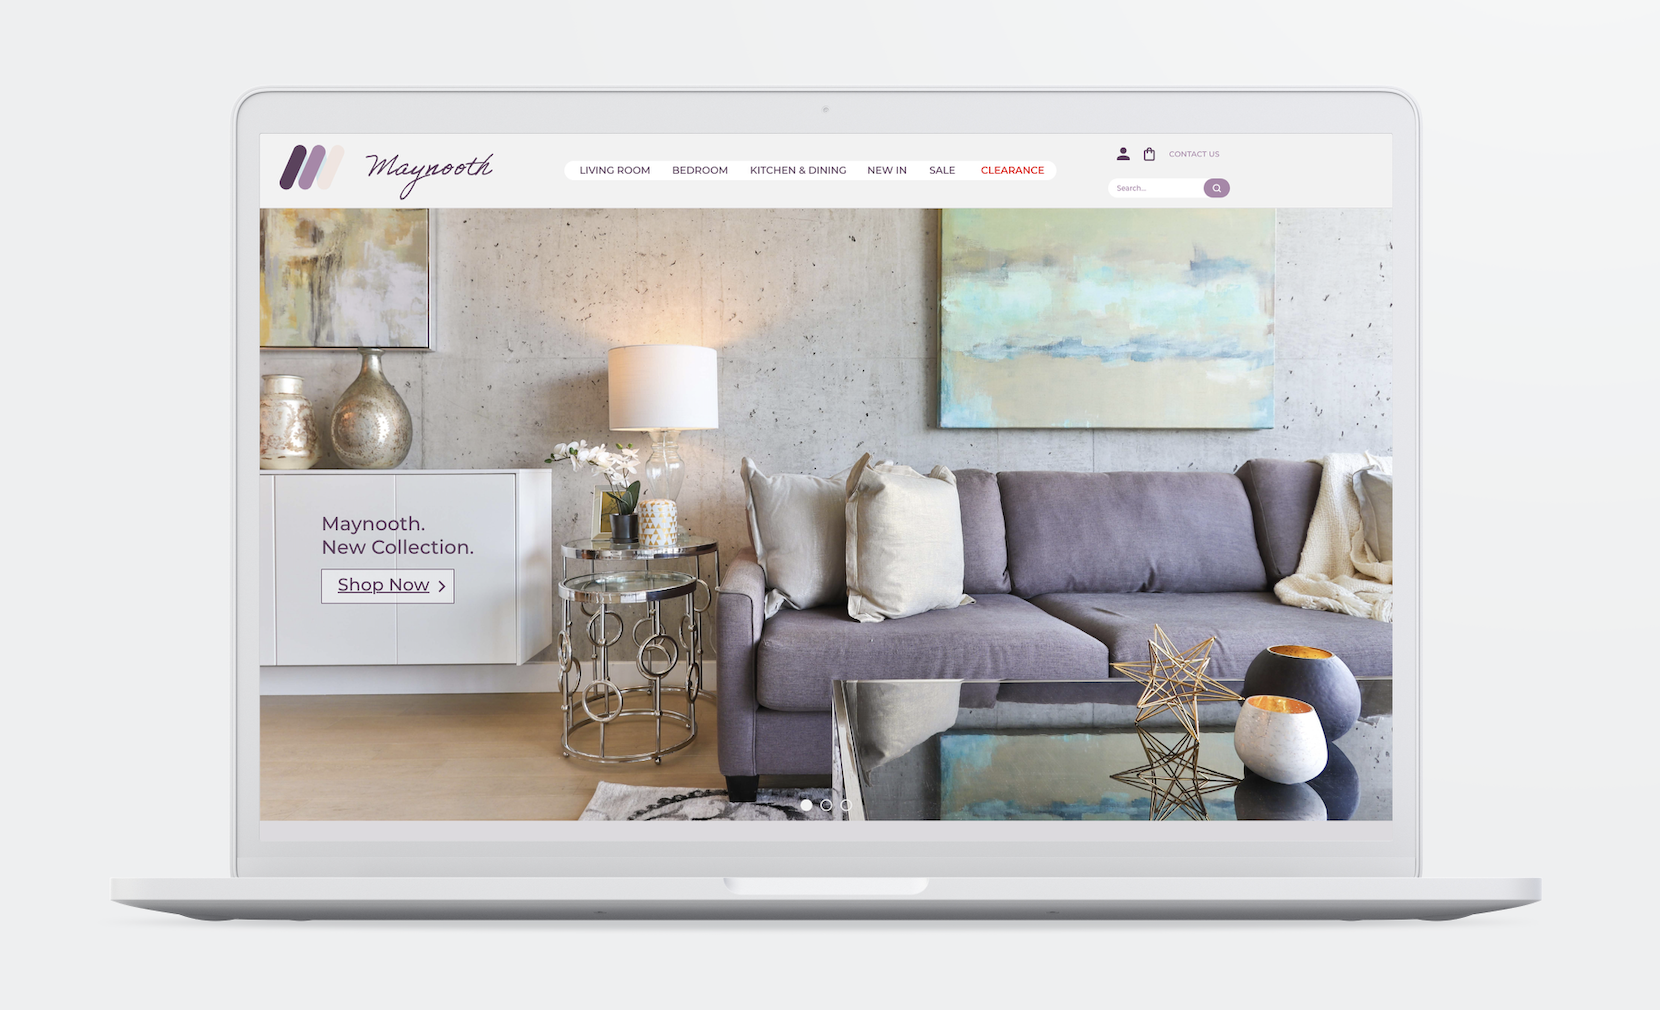 Maynooth
LIVING ROOM BEDROOM KITCHEN & DINING NEW IN SALE CLEARANCE
CONTACT US
Search...
Maynooth.
New Collection.
Shop Now